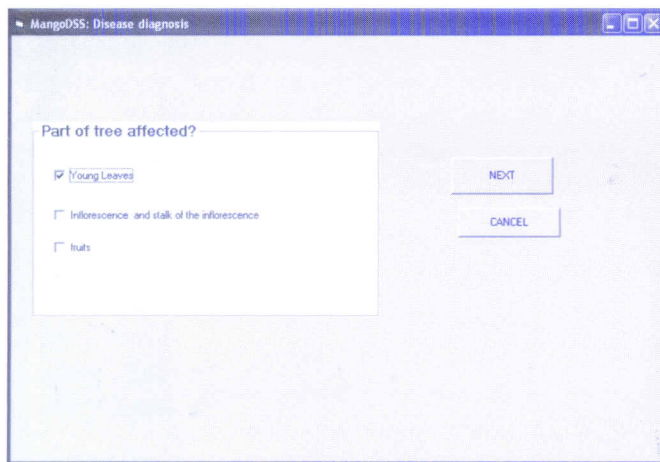 MangoDSS: Disease diagnosis
Part of tree affected?
Young Leaves
Inflorescence and stalk of the inflorescence
fruits
NEXT
CANCEL